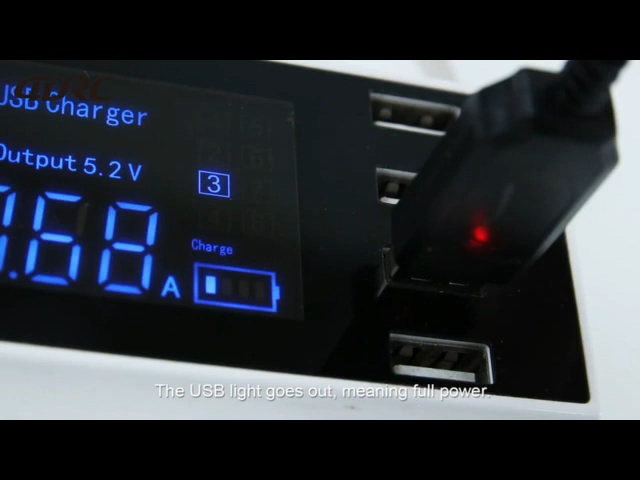 USB Charger
Output 5.2 V
3
.68 A
Charge
The USB light goes out, meaning full power.